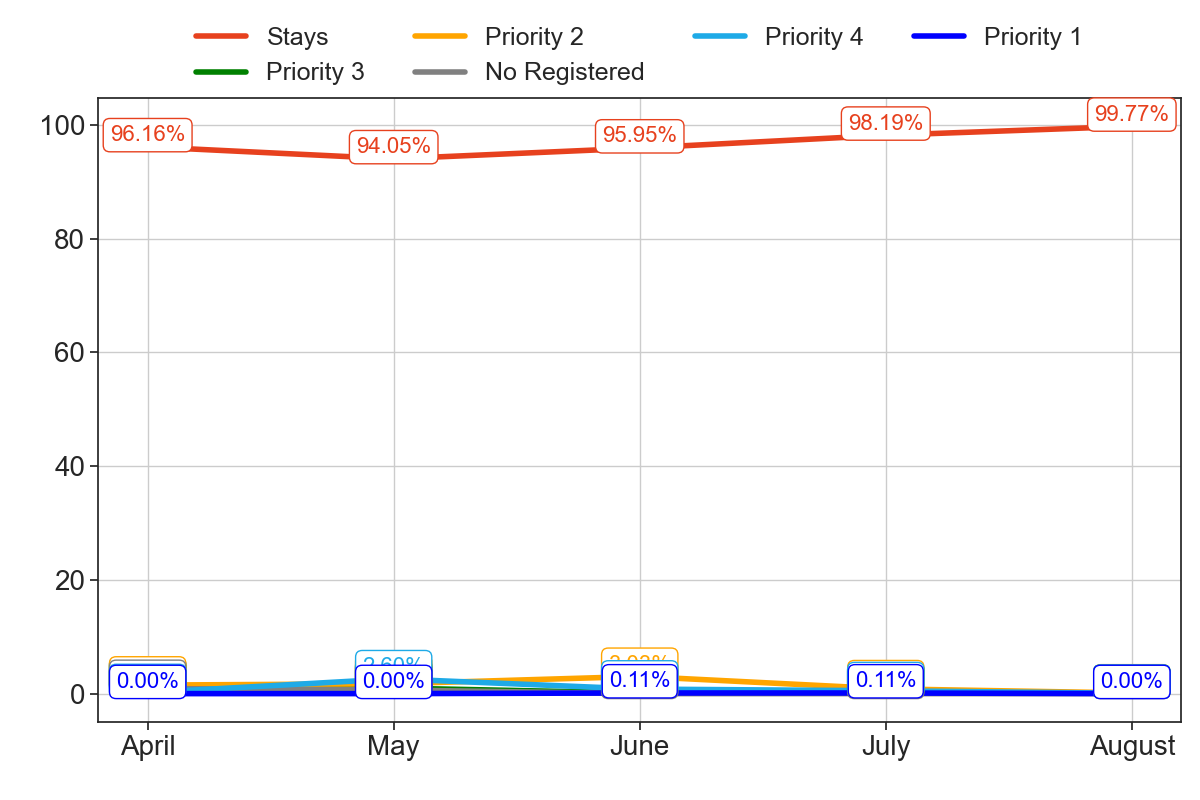 Stays Priority 2 Priority 4 Priority 1
Priority 3 No Registered
100
80
60
40
20
0
96.16% 94.05% 95.95% 98.19% 99.77%
0.00% 0.00% 0.11% 0.11% 0.00%
April May June July August